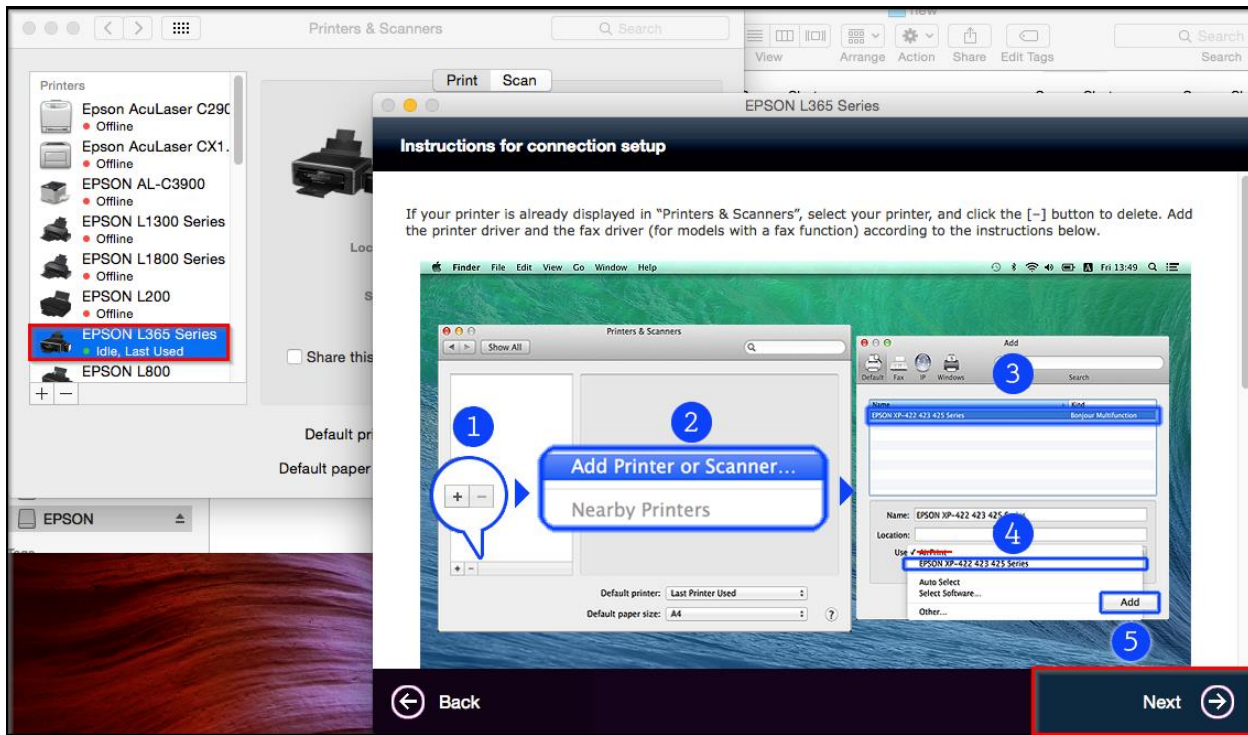 new
Printers & Scanners
Search
View
Arrange
Action
Share
Edit Tags
Search
Search
Print
Scan
Printers
Epson AcuLaser C290
Offline
Epson AcuLaser CX1.
Offline
EPSON AL-C3900
Offline
EPSON L1300 Series
Offline
EPSON L1800 Series
Offline
EPSON L200
Offline
EPSON L365 Series
Idle, Last Used
EPSON L800
+ −
Loc
S
Share this
Default pri
Default paper
EPSON
EPSON L365 Series
Instructions for connection setup
If your printer is already displayed in “Printers & Scanners”, select your printer, and click the [−] button to delete. Add
the printer driver and the fax driver (for models with a fax function) according to the instructions below.
Finder File Edit View Go Window Help
Fri 13:49
Printers & Scanners
Show All
1
+ −
+ −
2
Add Printer or Scanner...
Nearby Printers
Default printer: Last Printer Used
Default paper size: A4
?
Add
Default Fax IP Windows
3
Search
Name
Kind
EPSON XP-422 423 425 Series
Bonjour Multifunction
Name: EPSON XP-422 423 425 Series
Location:
4
Use ✓ AirPrint
EPSON XP-422 423 425 Series
Auto Select
Select Software...
Other...
Add
5
Back
Next